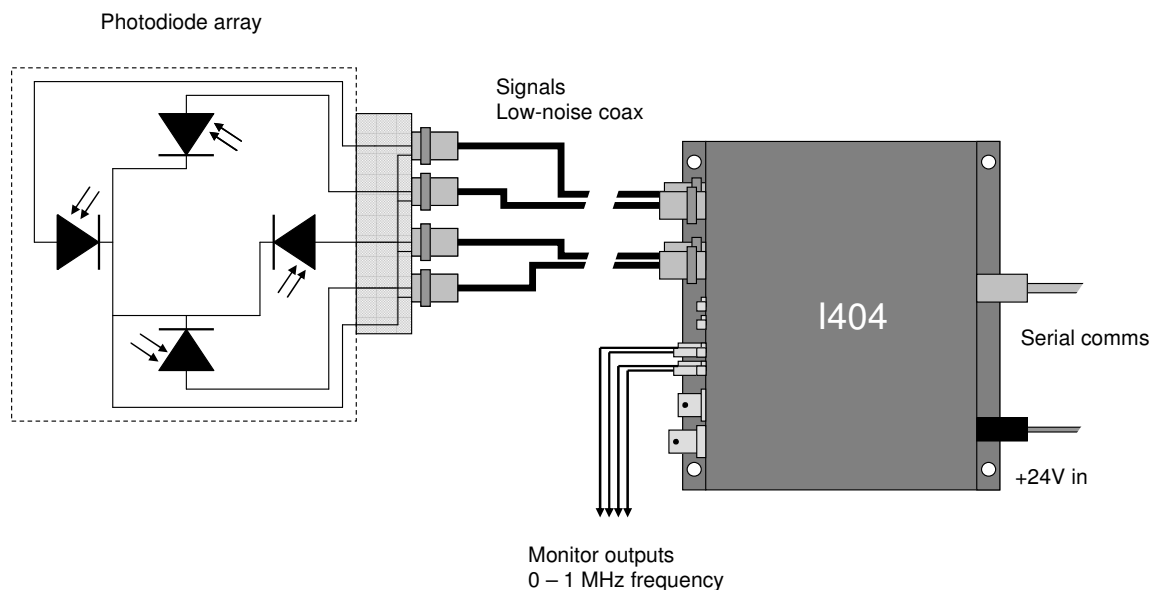 Photodiode array
Signals
Low-noise coax
I404
Serial comms
+24V in
Monitor outputs
0 – 1 MHz frequency